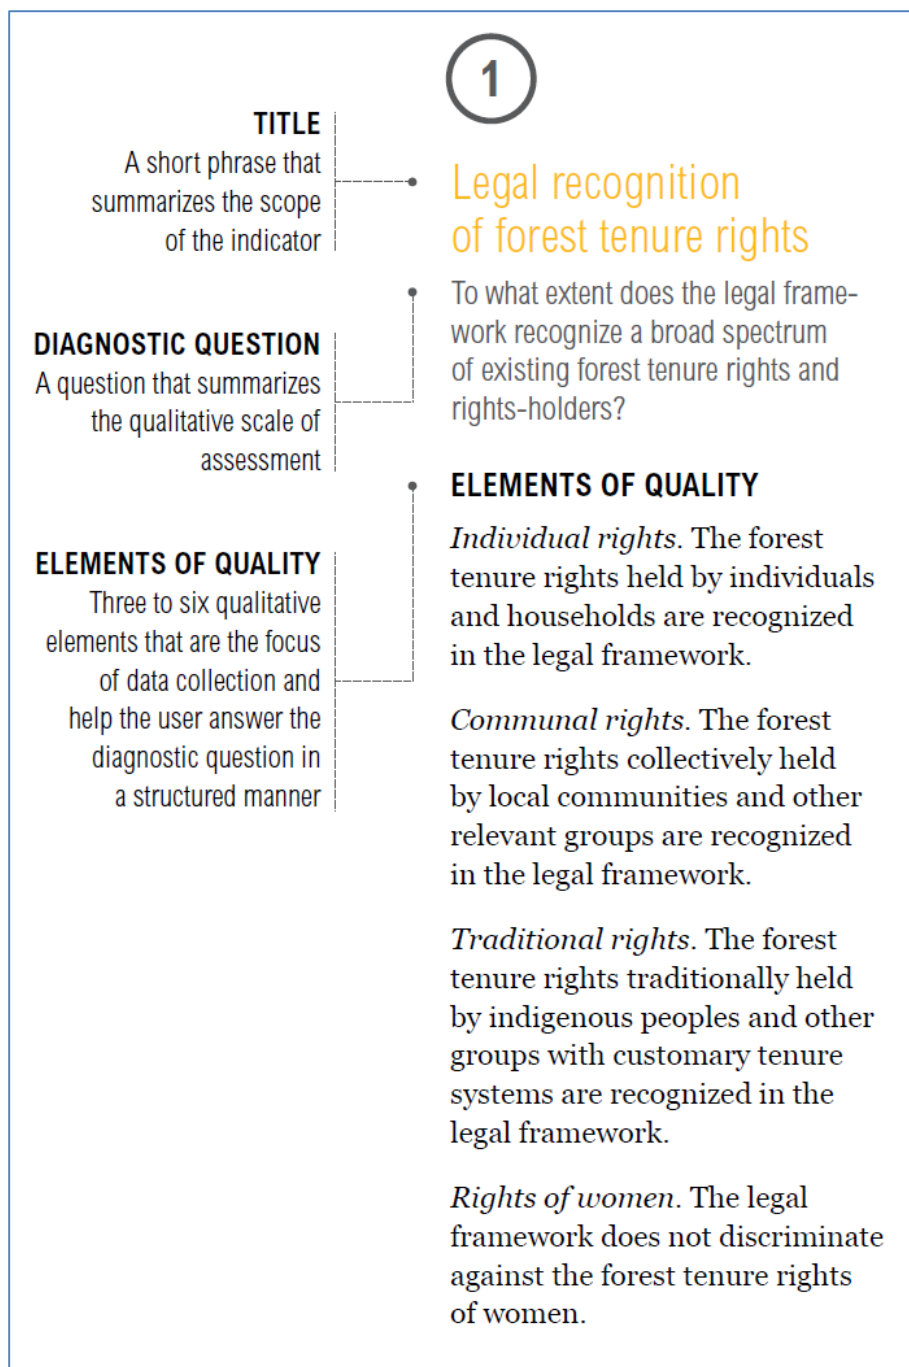 1
TITLE
A short phrase that
summarizes the scope
of the indicator
Legal recognition
of forest tenure rights
DIAGNOSTIC QUESTION
A question that summarizes
the qualitative scale of
assessment
To what extent does the legal frame-
work recognize a broad spectrum
of existing forest tenure rights and
rights-holders?
ELEMENTS OF QUALITY
Three to six qualitative
elements that are the focus
of data collection and
help the user answer the
diagnostic question in
a structured manner
ELEMENTS OF QUALITY
Individual rights. The forest
tenure rights held by individuals
and households are recognized
in the legal framework.
Communal rights. The forest
tenure rights collectively held
by local communities and other
relevant groups are recognized
in the legal framework.
Traditional rights. The forest
tenure rights traditionally held
by indigenous peoples and other
groups with customary tenure
systems are recognized in the
legal framework.
Rights of women. The legal
framework does not discriminate
against the forest tenure rights
of women.